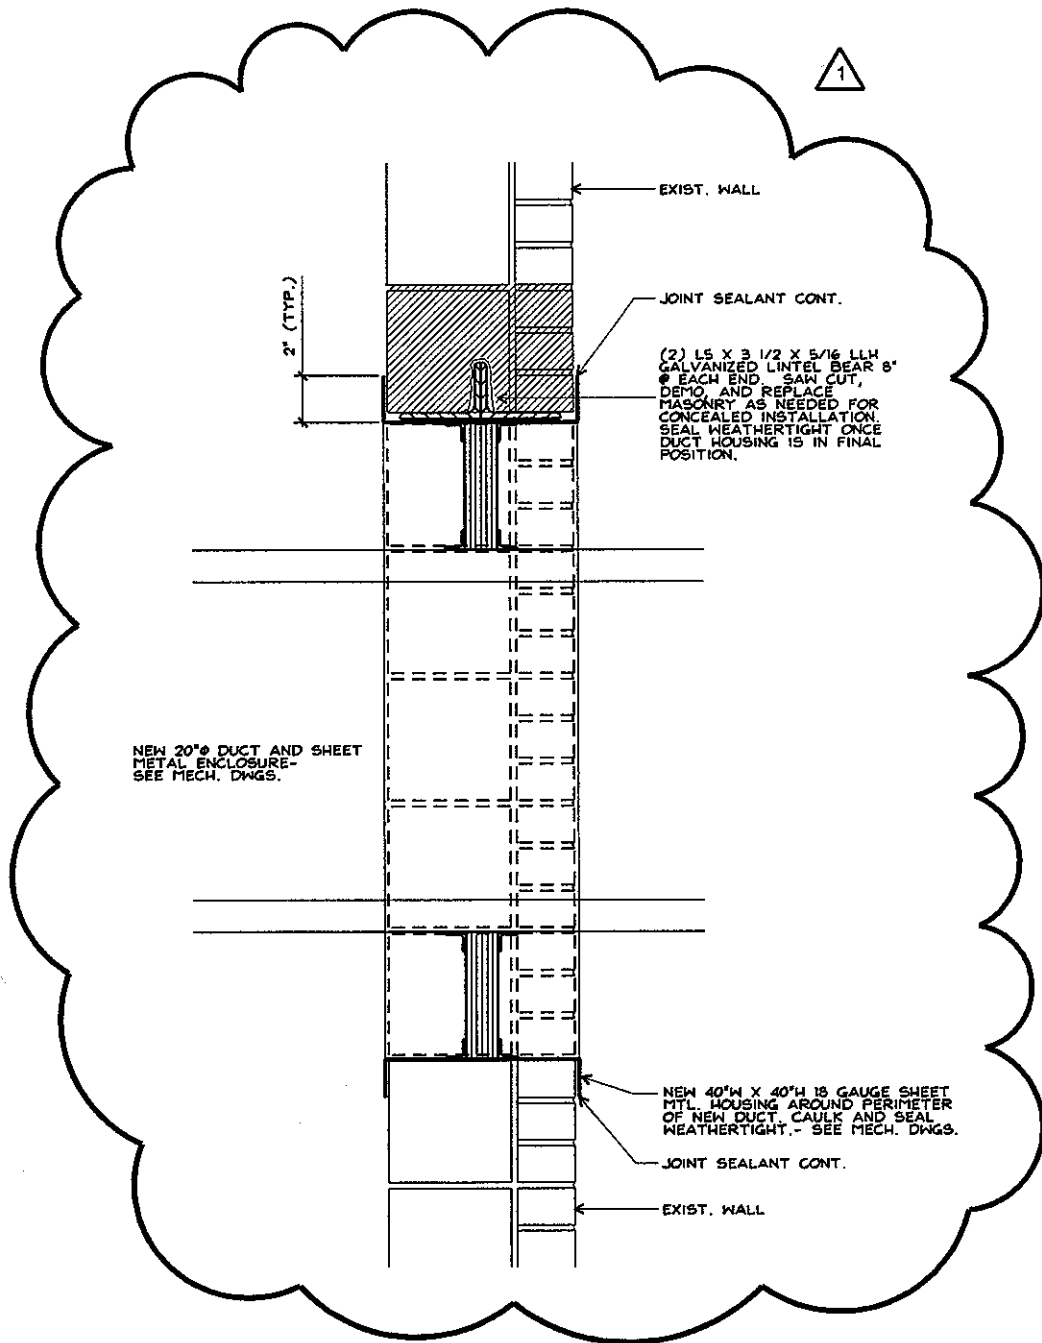 1
EXIST. WALL
2" (TYP.)
JOINT SEALANT CONT.
(2) L5 X 3 1/2 X 5/16 LLH
GALVANIZED LINTEL BEAR 8"
@ EACH END. SAW CUT,
DEMO, AND REPLACE
MASONRY AS NEEDED FOR
CONCEALED INSTALLATION.
SEAL WEATHERTIGHT ONCE
DUCT HOUSING IS IN FINAL
POSITION.
NEW 20"Φ DUCT AND SHEET
METAL ENCLOSURE-
SEE MECH. DWGS.
NEW 40"W X 40"H 18 GAUGE SHEET
MTL. HOUSING AROUND PERIMETER
OF NEW DUCT. CAULK AND SEAL
WEATHERTIGHT.- SEE MECH. DWGS.
JOINT SEALANT CONT.
EXIST. WALL